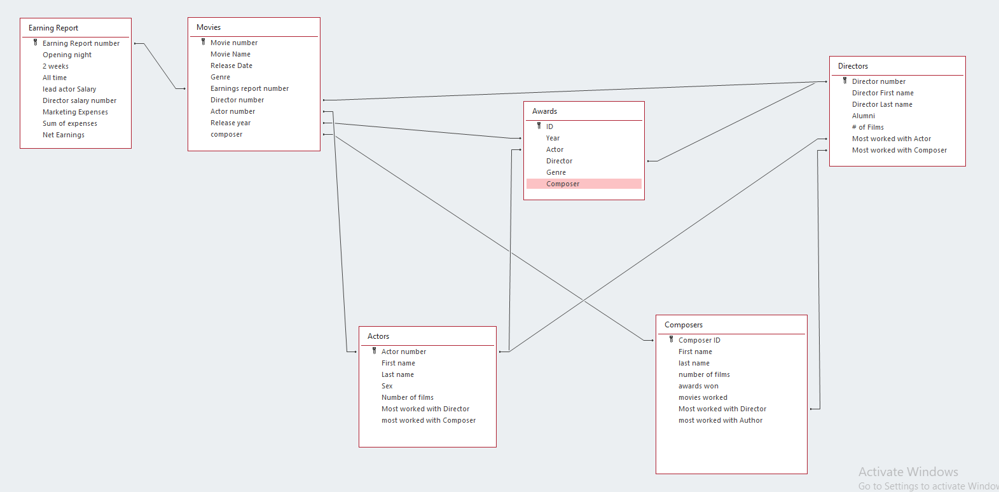 Earning Report
Earning Report number
Opening night
2 weeks
All time
lead actor Salary
Director salary number
Marketing Expenses
Sum of expenses
Net Earnings
Movies
Movie number
Movie Name
Release Date
Genre
Earnings report number
Director number
Actor number
Release year
composer
Awards
ID
Year
Actor
Director
Genre
Composer
Directors
Director number
Director First name
Director Last name
Alumni
# of Films
Most worked with Actor
Most worked with Composer
Actors
Actor number
First name
Last name
Sex
Number of films
Most worked with Director
most worked with Composer
Composers
Composer ID
First name
last name
number of films
awards won
movies worked
Most worked with Director
most worked with Author
Activate Windows
Go to Settings to activate Window